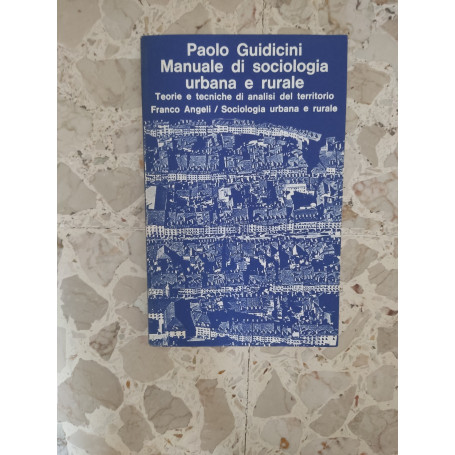 Paolo Guidicini
Manuale di sociologia
urbana e rurale
Teorie e tecniche di analisi del territorio
Franco Angeli / Sociologia urbana e rurale